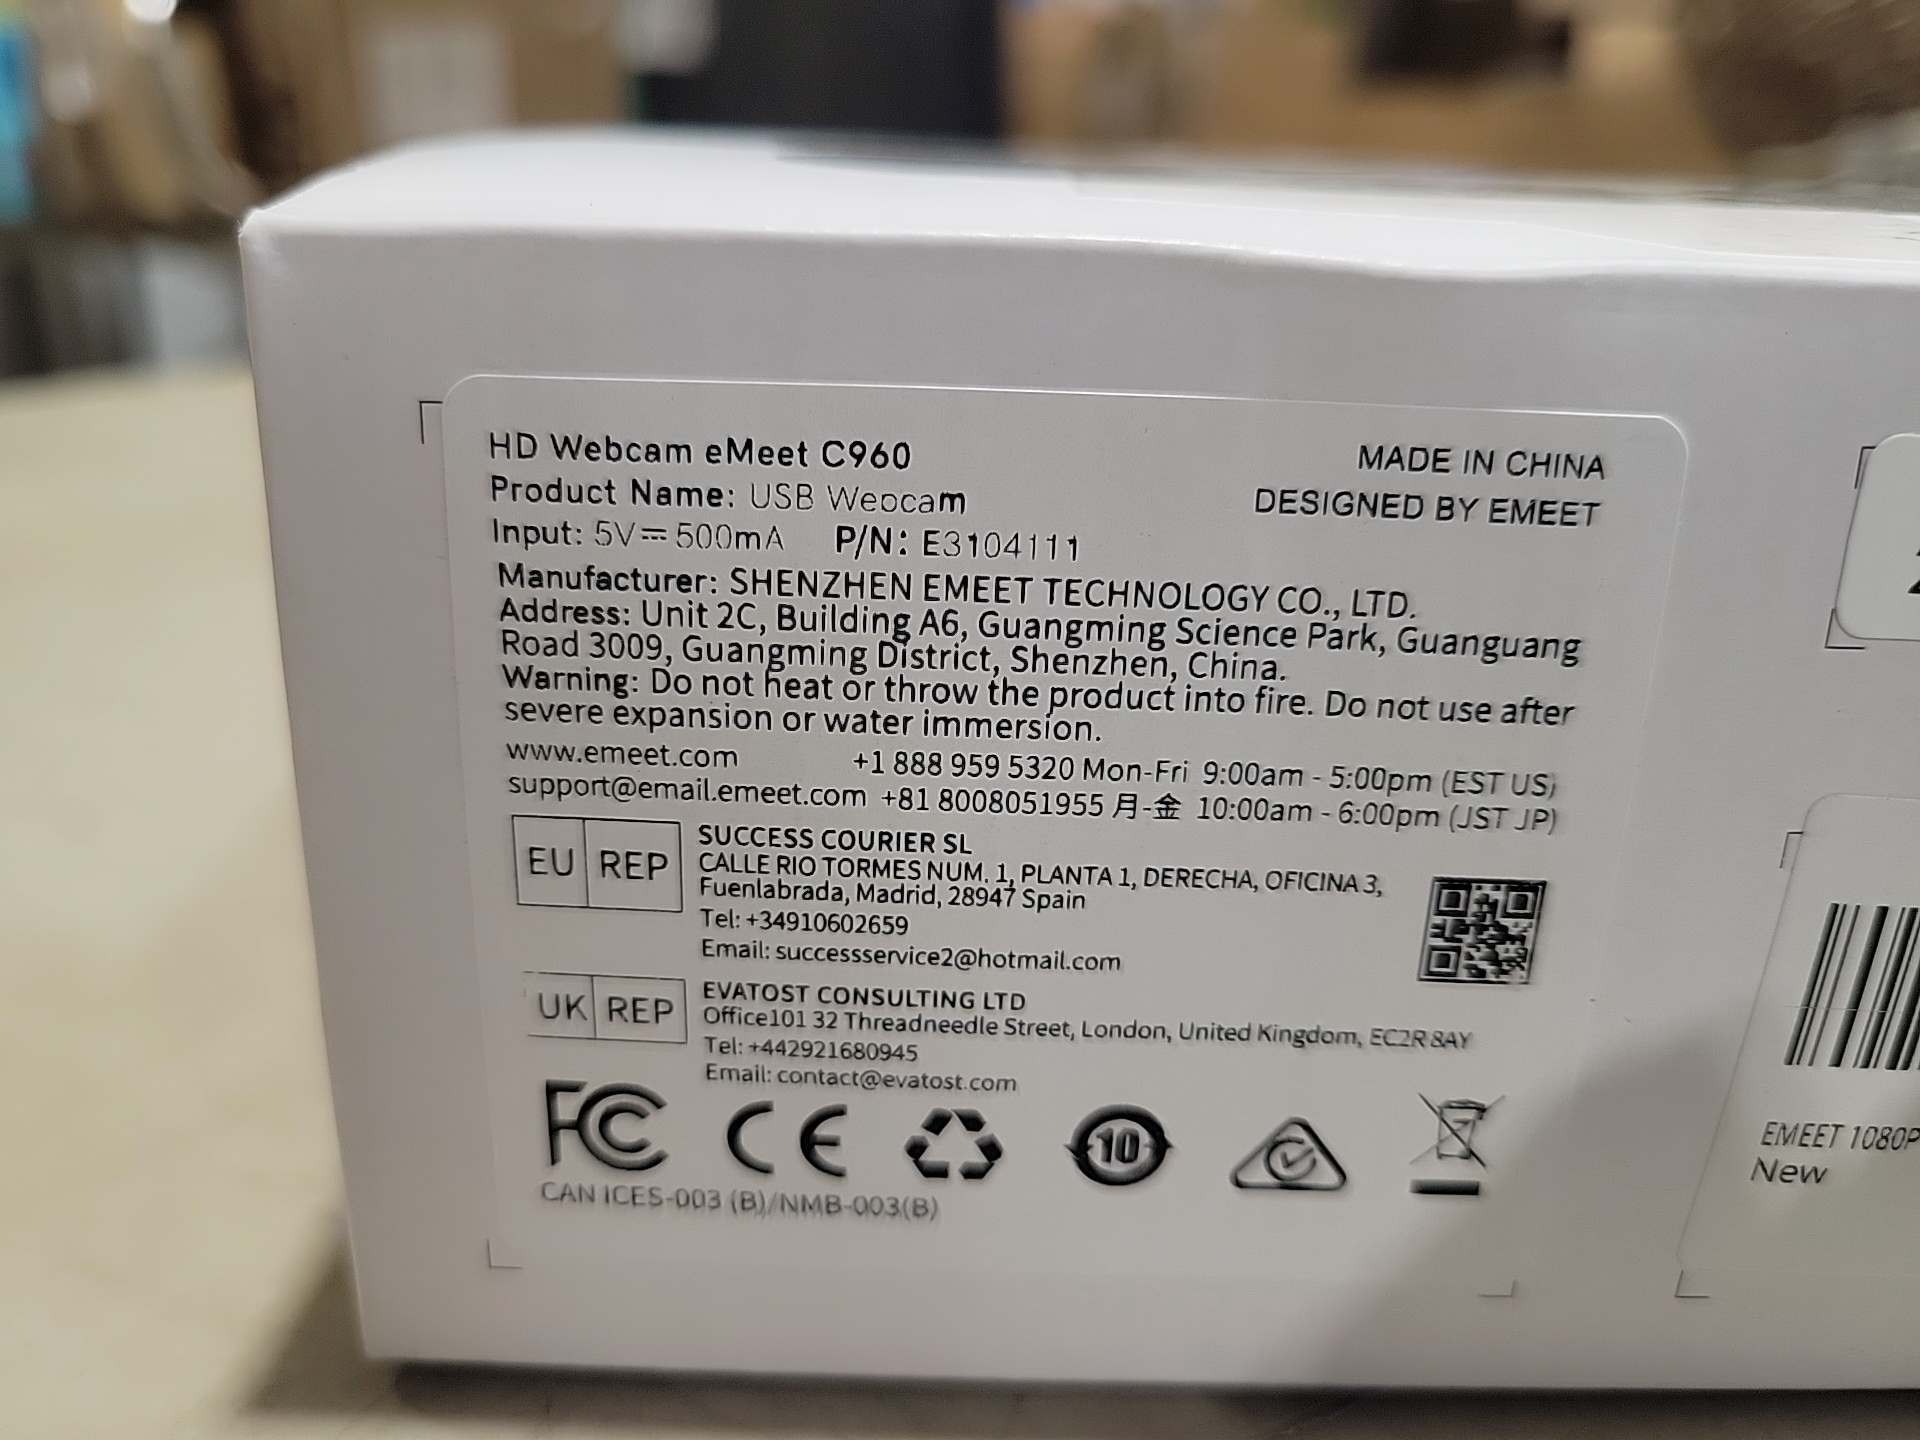 HD Webcam eMeet C960
MADE IN CHINA
Product Name: USB Webcam
DESIGNED BY EMEET
Input: 5V⎓500mA P/N: E3104111
Manufacturer: SHENZHEN EMEET TECHNOLOGY CO., LTD.
Address: Unit 2C, Building A6, Guangming Science Park, Guanguang
Road 3009, Guangming District, Shenzhen, China.
Warning: Do not heat or throw the product into fire. Do not use after
severe expansion or water immersion.
www.emeet.com +1 888 959 5320 Mon-Fri 9:00am - 5:00pm (EST US)
support@email.emeet.com +81 8008051955 月-金 10:00am - 6:00pm (JST JP)
EU REP
SUCCESS COURIER SL
CALLE RIO TORMES NUM. 1, PLANTA 1, DERECHA, OFICINA 3,
Fuenlabrada, Madrid, 28947 Spain
Tel: +34910602659
Email: successservice2@hotmail.com
UK REP
EVATOST CONSULTING LTD
Office101 32 Threadneedle Street, London, United Kingdom, EC2R 8AY
Tel: +442921680945
Email: contact@evatost.com
FC CE 10
CAN ICES-003 (B)/NMB-003(B)
EMEET 1080P
New